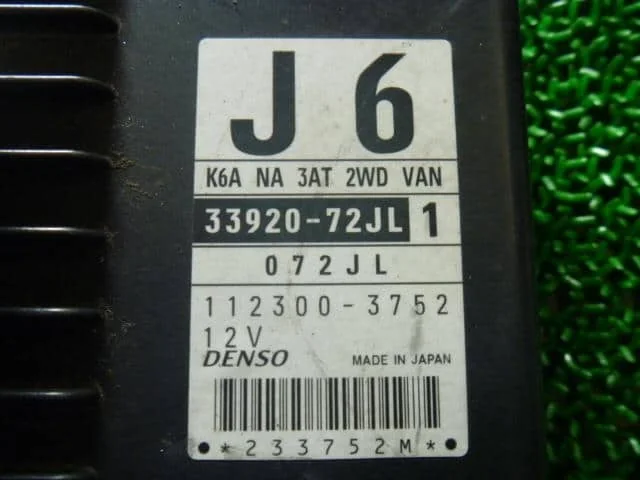 J 6
K6A NA 3AT 2WD VAN
33920-72JL 1
072JL
112300-3752
12V
DENSO MADE IN JAPAN
*233752M*